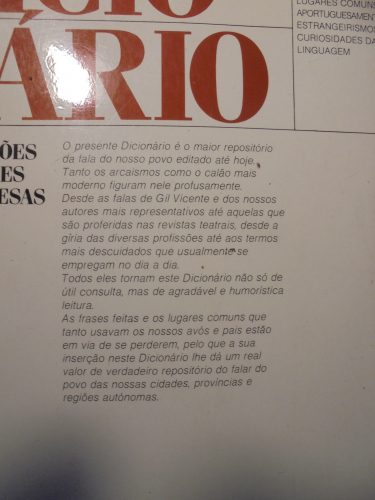 LUGARES COMUNS
APORTUGUESAMENT
ESTRANGEIRISMO
CURIOSIDADES DA
LINGUAGEM
ÁRIO
ÕES
ES
ESAS
O presente Dicionário é o maior repositório
da fala do nosso povo editado até hoje.
Tanto os arcaismos como o calão mais
moderno figuram nele profusamente.
Desde as falas de Gil Vicente e dos nossos
autores mais representativos até aquelas que
são proferidas nas revistas teatrais, desde a
gíria das diversas profissões até aos termos
mais descuidados que usualmente se
empregam no dia a dia.
Todos eles tornam este Dicionário não só de
útil consulta, mas de agradável e humorística
leitura.
As frases feitas e os lugares comuns que
tanto usavam os nossos avós e pais estão
em via de se perderem, pelo que a sua
inserção neste Dicionário lhe dá um real
valor de verdadeiro repositório do falar do
povo das nossas cidades, províncias e
regiões autónomas.